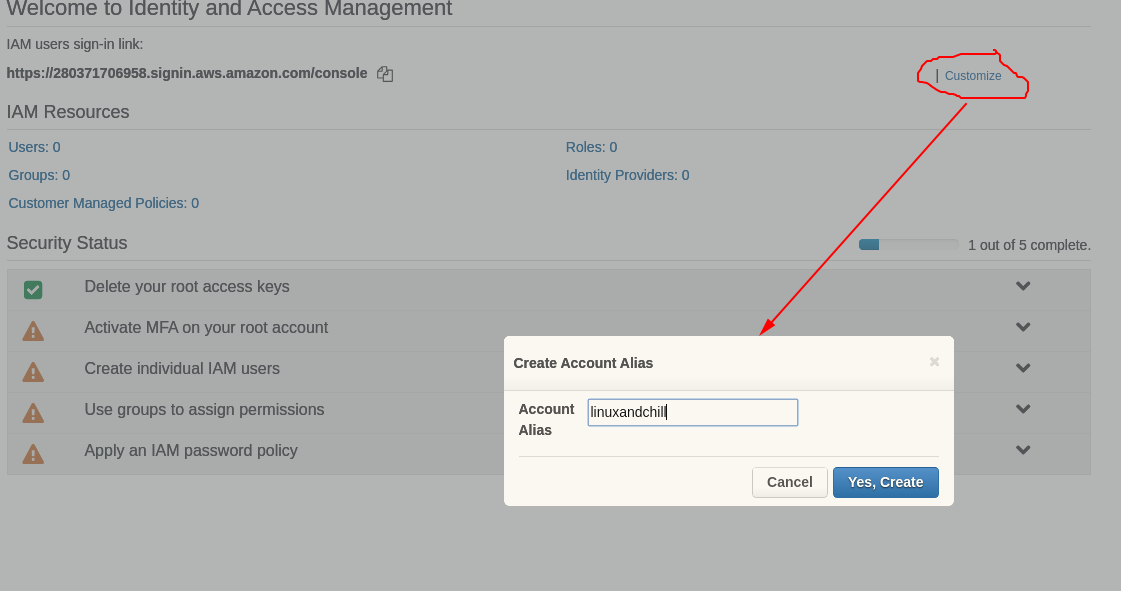 Welcome to Identity and Access Management
IAM users sign-in link:
https://280371706958.signin.aws.amazon.com/console
| Customize
IAM Resources
Users: 0
Roles: 0
Groups: 0
Identity Providers: 0
Customer Managed Policies: 0
Security Status
1 out of 5 complete.
Delete your root access keys
Activate MFA on your root account
Create individual IAM users
Use groups to assign permissions
Apply an IAM password policy
Create Account Alias
Account
Alias
linuxandchill
Cancel
Yes, Create